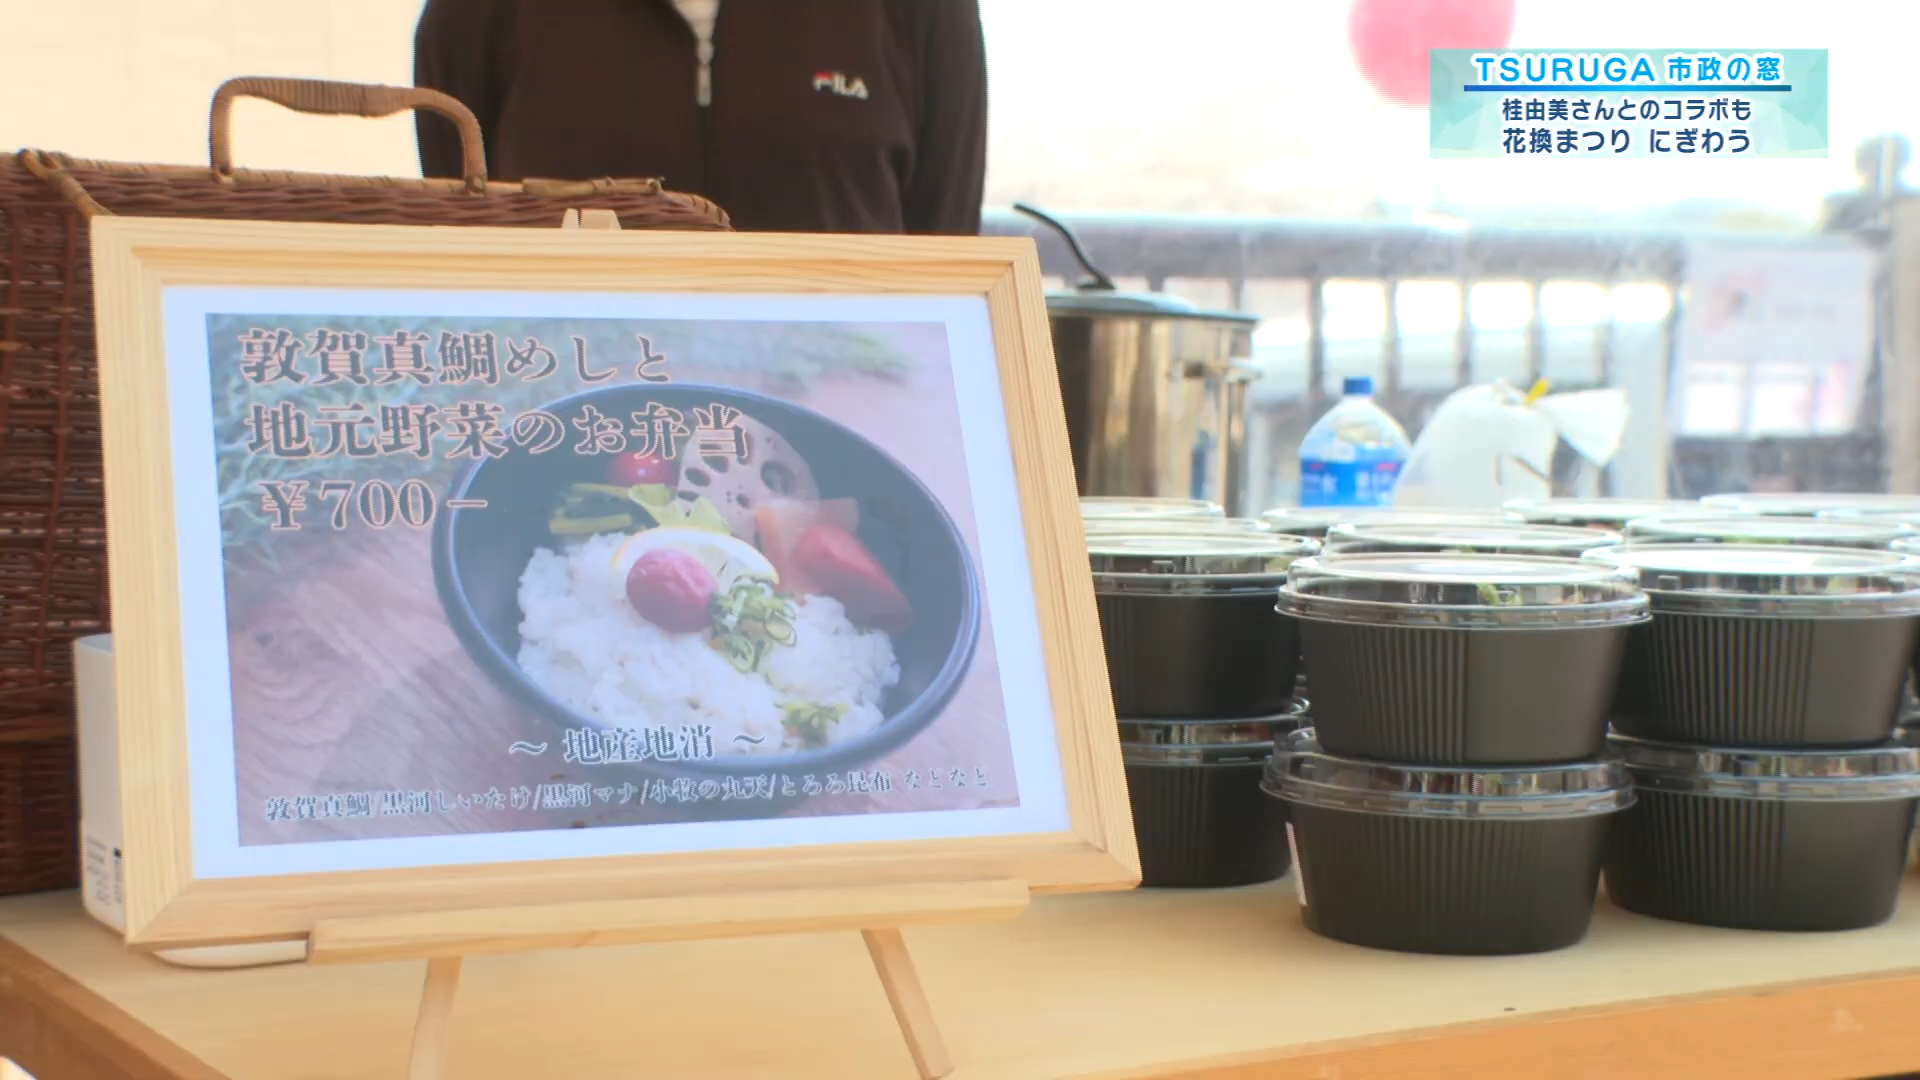 FILA
TSURUGA 市政の窓
桂由美さんとのコラボも
花換まつり にぎわう
敦賀真鯛めしと
地元野菜のお弁当
¥700-
〜 地産地消 〜
敦賀真鯛/黒河しいたけ/黒河マナ/小牧の丸天/とろろ昆布 などなど